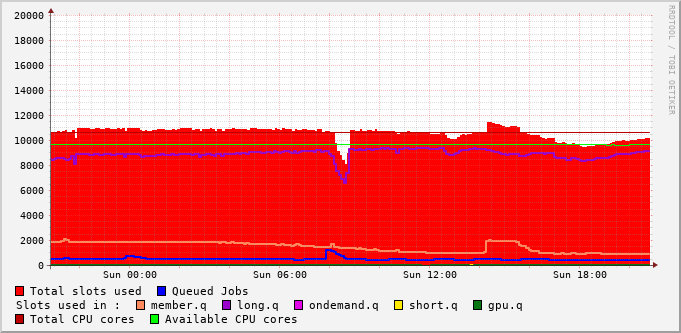 RRDTOOL / TOBI OETIKER
20000
18000
16000
14000
12000
10000
8000
6000
4000
2000
0
Sun 00:00 Sun 06:00 Sun 12:00 Sun 18:00
Total slots used Queued Jobs
Slots used in : member.q long.q ondemand.q short.q gpu.q
Total CPU cores Available CPU cores